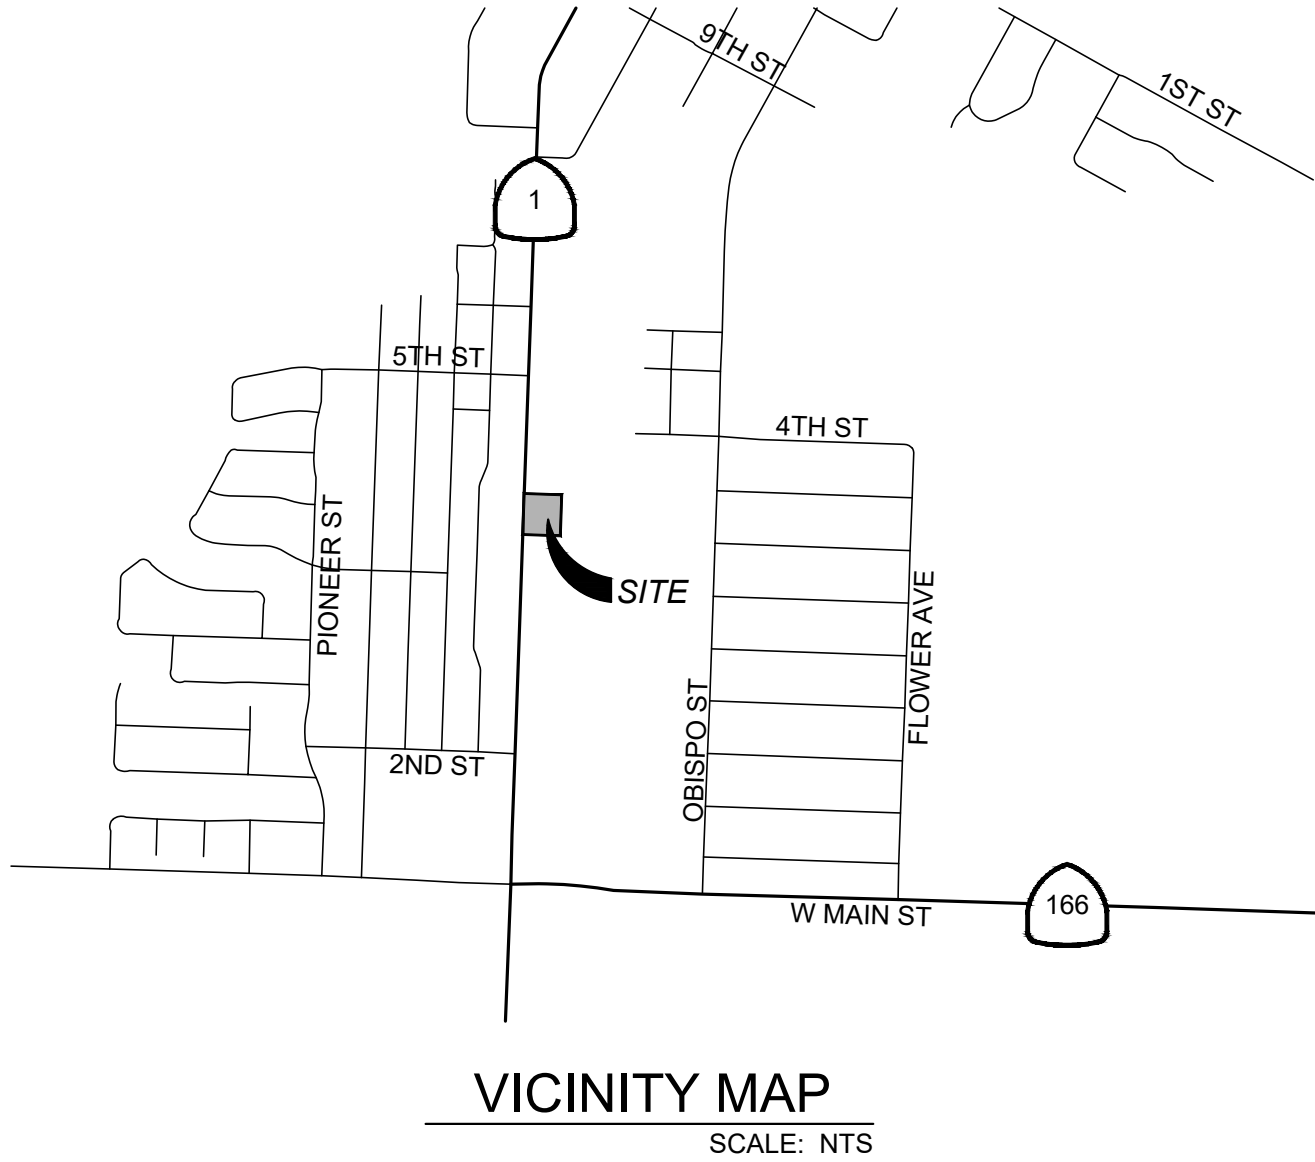 9TH ST
1ST ST
1
5TH ST
4TH ST
PIONEER ST
SITE
FLOWER AVE
OBISPO ST
2ND ST
W MAIN ST
166
VICINITY MAP
SCALE: NTS